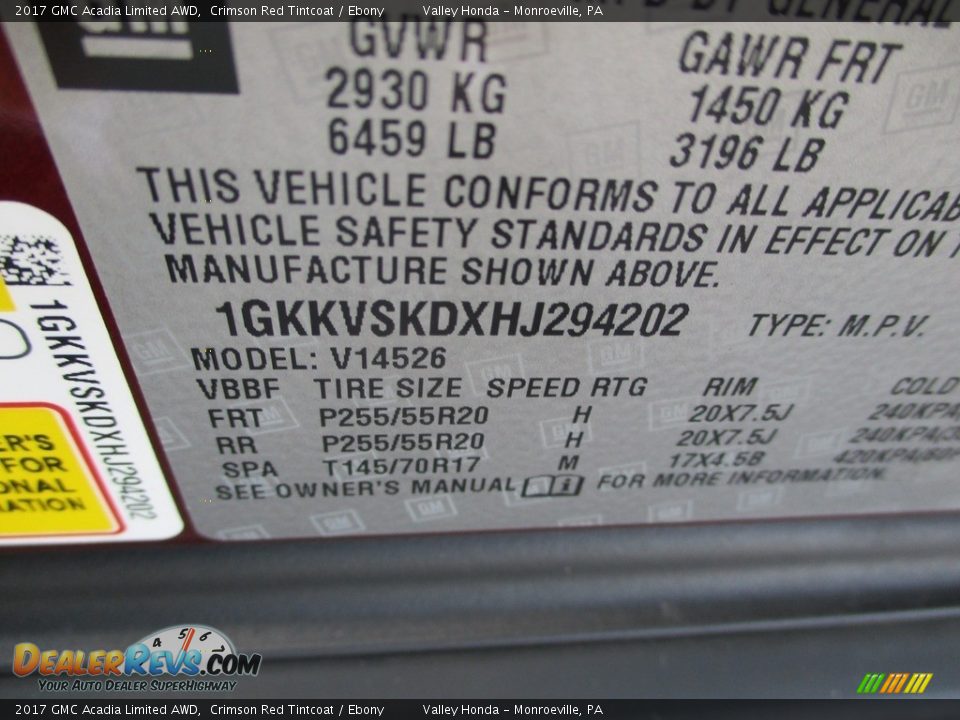 2017 GMC Acadia Limited AWD, Crimson Red Tintcoat / Ebony Valley Honda - Monroeville, PA
GVWR GAWR FRT
2930 KG 1450 KG
6459 LB 3196 LB
THIS VEHICLE CONFORMS TO ALL APPLICAB
VEHICLE SAFETY STANDARDS IN EFFECT ON
MANUFACTURE SHOWN ABOVE.
1GKKVSKDXHJ294202 TYPE: M.P.V.
MODEL: V14526
VBBF TIRE SIZE SPEED RTG RIM COLD
FRT P255/55R20 H 20X7.5J 240KPA
RR P255/55R20 H 20X7.5J 240KPA
SPA T145/70R17 M 17X4.5B 420KPA
SEE OWNER'S MANUAL FOR MORE INFORMATION.
1GKKVSKDXHJ294202
ER'S
FOR
ONAL
ATION
DEALERREVS.COM
YOUR AUTO DEALER SUPERHIGHWAY
2017 GMC Acadia Limited AWD, Crimson Red Tintcoat / Ebony Valley Honda - Monroeville, PA